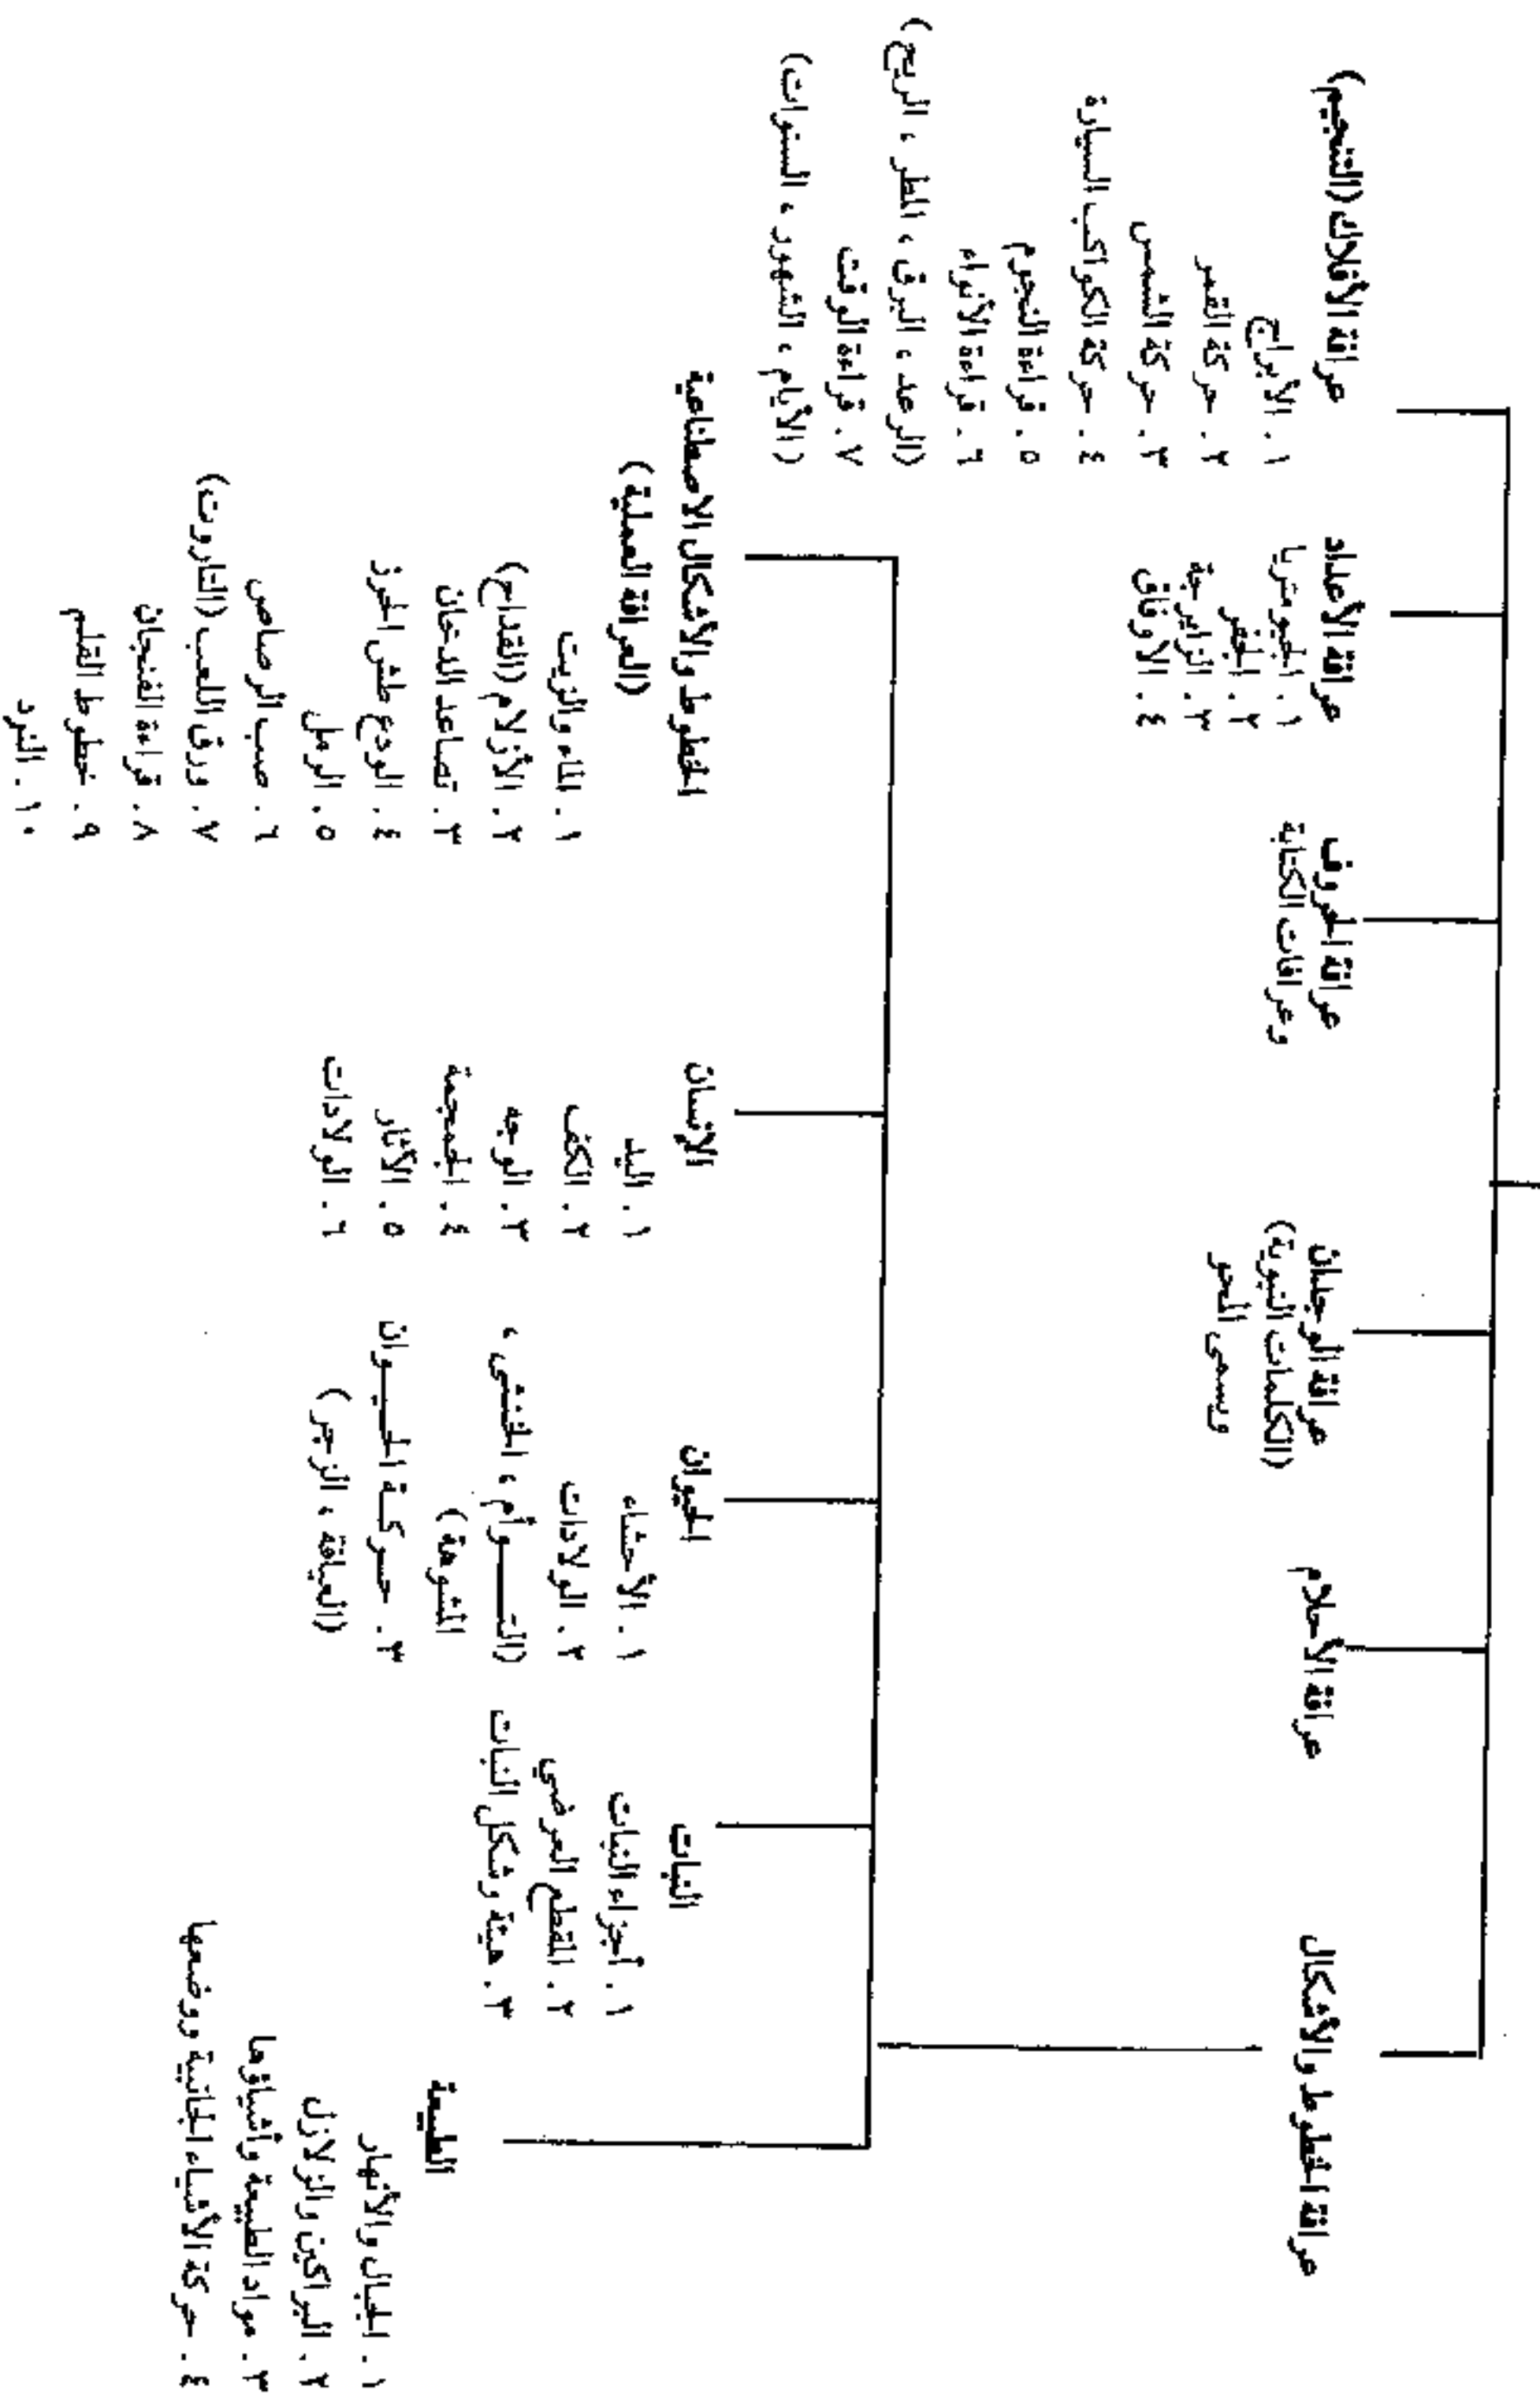 عرافة الخطوط والأشكال
عرافة الأحلام
عرافة الوجدان
(الكلمات النبوية)
ويسمى
عرافة الحروف
وعرافات الكتابة
عرافة الأعداد
١. الجيومتريا
٢. الجفر
٣. الزايرجة
٤. الاوفاق
عرافة الأفلاك (التنجيم)
١. الأبراج
٢. حركة القمر
٣. حركة الشمس
٤. حركة الكواكب السيارة
٥. قراءة النجوم
٦. قراءة الأنواء
(الرعد، البرق، المطر، الريح)
٧. قراءة الوقت
(الأيام، الشهور، السنوات)
الطبيعة
١. الجبال والأنهار
٢. البراكين والزلازل
٣. مواد الطبيعة وأشياؤها
٤. حركة الأشياء الجانبية ووضعها
النبات
١. أجزاء النبات
٢. المقطع العرضي
٣. هيئة وشكل النبات
الحيوان
١. الأحشاء
٢. الولادات
(التوأم، الخنثى،
المشوهة)
٣. حركة الحيوان
(العيافة، الزجر)
الإنسان
١. اليد
٢. الكف
٣. الوجه
٤. الجمجمة
٥. الآثار
٦. الولادات
الخطوط والأشكال الاصطناعية
(العرافة العملية)
١. الماء والزيت
٢. الأزلام (القداح)
٣. تصاعد الدخان
٤. الودع طش الخرز
٥. الرمل
٦. صب الرصاص
٧. ورق اللعب (التاروت)
٨. قراءة الفنجان
٩. خطوط القلم
١٠. النرد